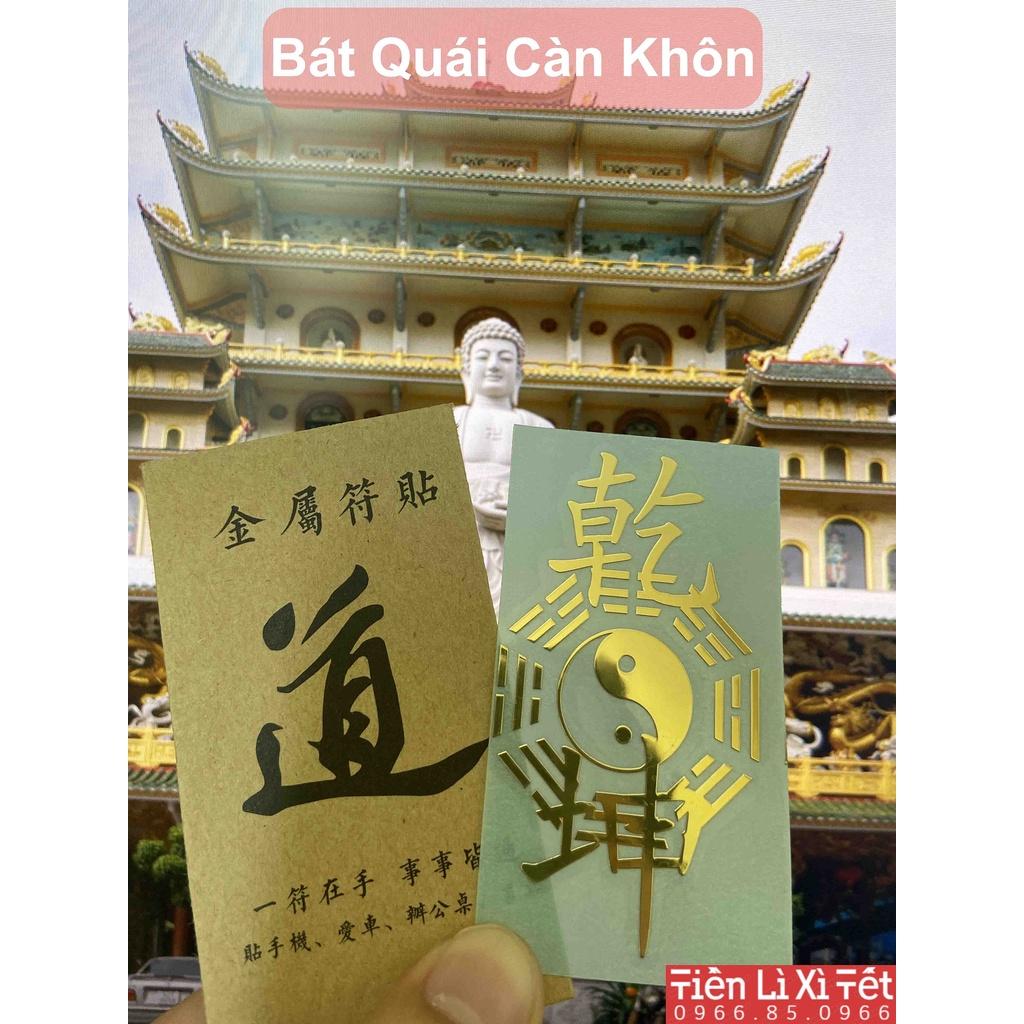 Bát Quái Càn Khôn
金屬符貼
道
一符在手 事事皆
貼手機、愛車、辦公桌
乾
坤
Tiền Lì Xì Tết
0966.85.0966